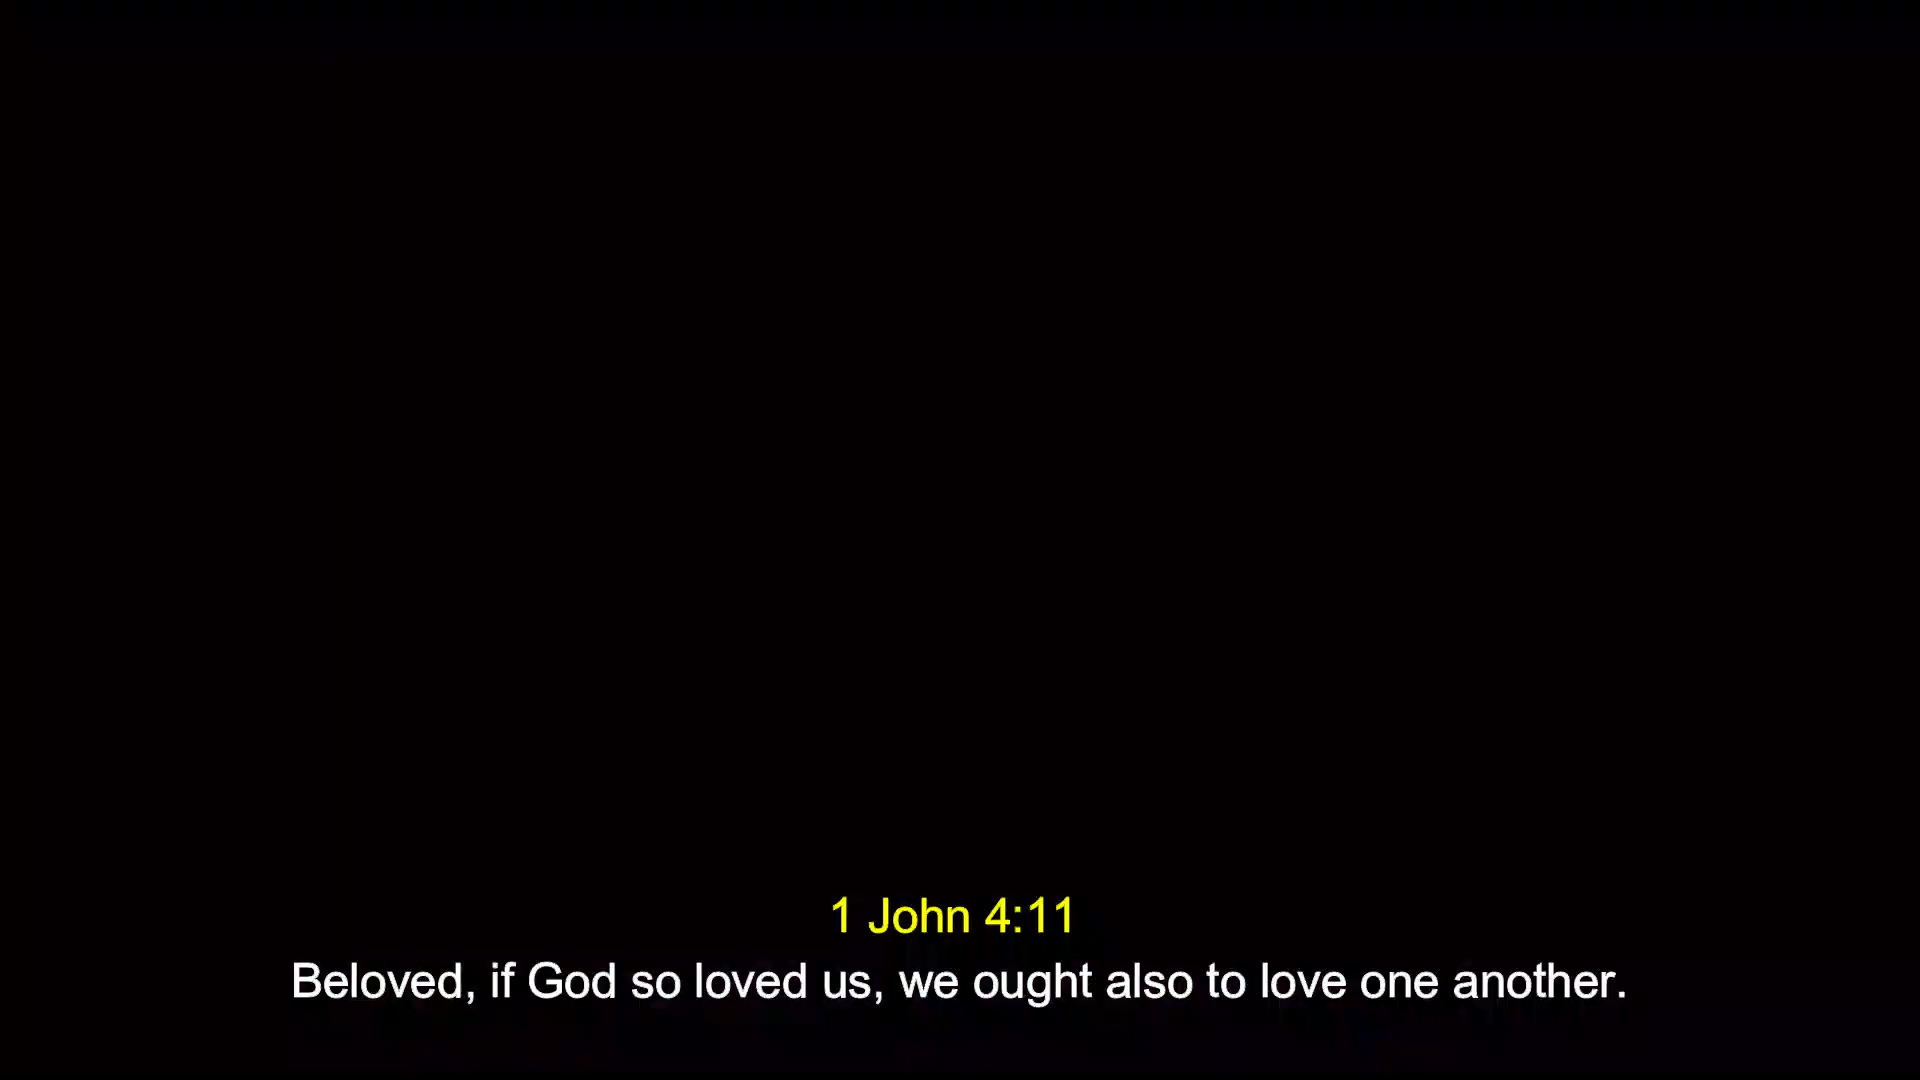 1 John 4:11
Beloved, if God so loved us, we ought also to love one another.